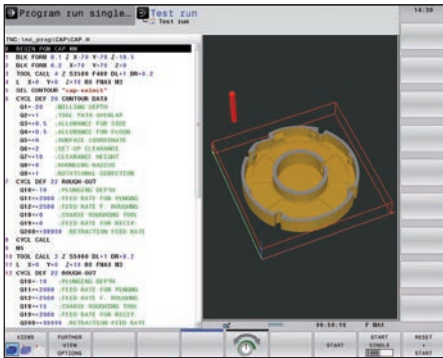 Program run single…
Test run
Test run
14:30
TNC:\nc_prog\CAP\CAP.H
0 BEGIN PGM CAP MM
1 BLK FORM 0.1 Z X-70 Y-70 Z-19.5
2 BLK FORM 0.2 X+70 Y+70 Z+0
3 TOOL CALL 4 Z S3500 F400 DL+1 DR+0.2
4 L X+0 Y+0 Z+10 R0 FMAX M3
5 SEL CONTOUR "cap-select"
6 CYCL DEF 20 CONTOUR DATA
Q1=-20 ;MILLING DEPTH
Q2=+1 ;TOOL PATH OVERLAP
Q3=+0.5 ;ALLOWANCE FOR SIDE
Q4=+0.5 ;ALLOWANCE FOR FLOOR
Q5=+0 ;SURFACE COORDINATE
Q6=+2 ;SET-UP CLEARANCE
Q7=+10 ;CLEARANCE HEIGHT
Q8=+0 ;ROUNDING RADIUS
Q9=+1 ;ROTATIONAL DIRECTION
7 CYCL DEF 22 ROUGH-OUT
Q10=-10 ;PLUNGING DEPTH
Q11=+2000 ;FEED RATE FOR PLNGNG
Q12=+2500 ;FEED RATE F. ROUGHNG
Q18=+0 ;COARSE ROUGHING TOOL
Q19=+0 ;FEED RATE FOR RECIP.
Q208=+99999 ;RETRACTION FEED RATE
8 CYCL CALL
9 M5
10 TOOL CALL 3 Z S5400 DL+1 DR+0.2
11 L X+0 Y+0 Z+10 R0 FMAX M3
12 CYCL DEF 22 ROUGH-OUT
Q10=-10 ;PLUNGING DEPTH
Q11=+2000 ;FEED RATE FOR PLNGNG
Q12=+2500 ;FEED RATE F. ROUGHNG
Q18=+15 ;COARSE ROUGHING TOOL
Q19=+2000 ;FEED RATE FOR RECIP.
Q208=+99999 ;RETRACTION FEED RATE
00:50:16 F MAX
VIEWS
FURTHER
VIEW
OPTIONS
START
START
SINGLE
RESET
+
START